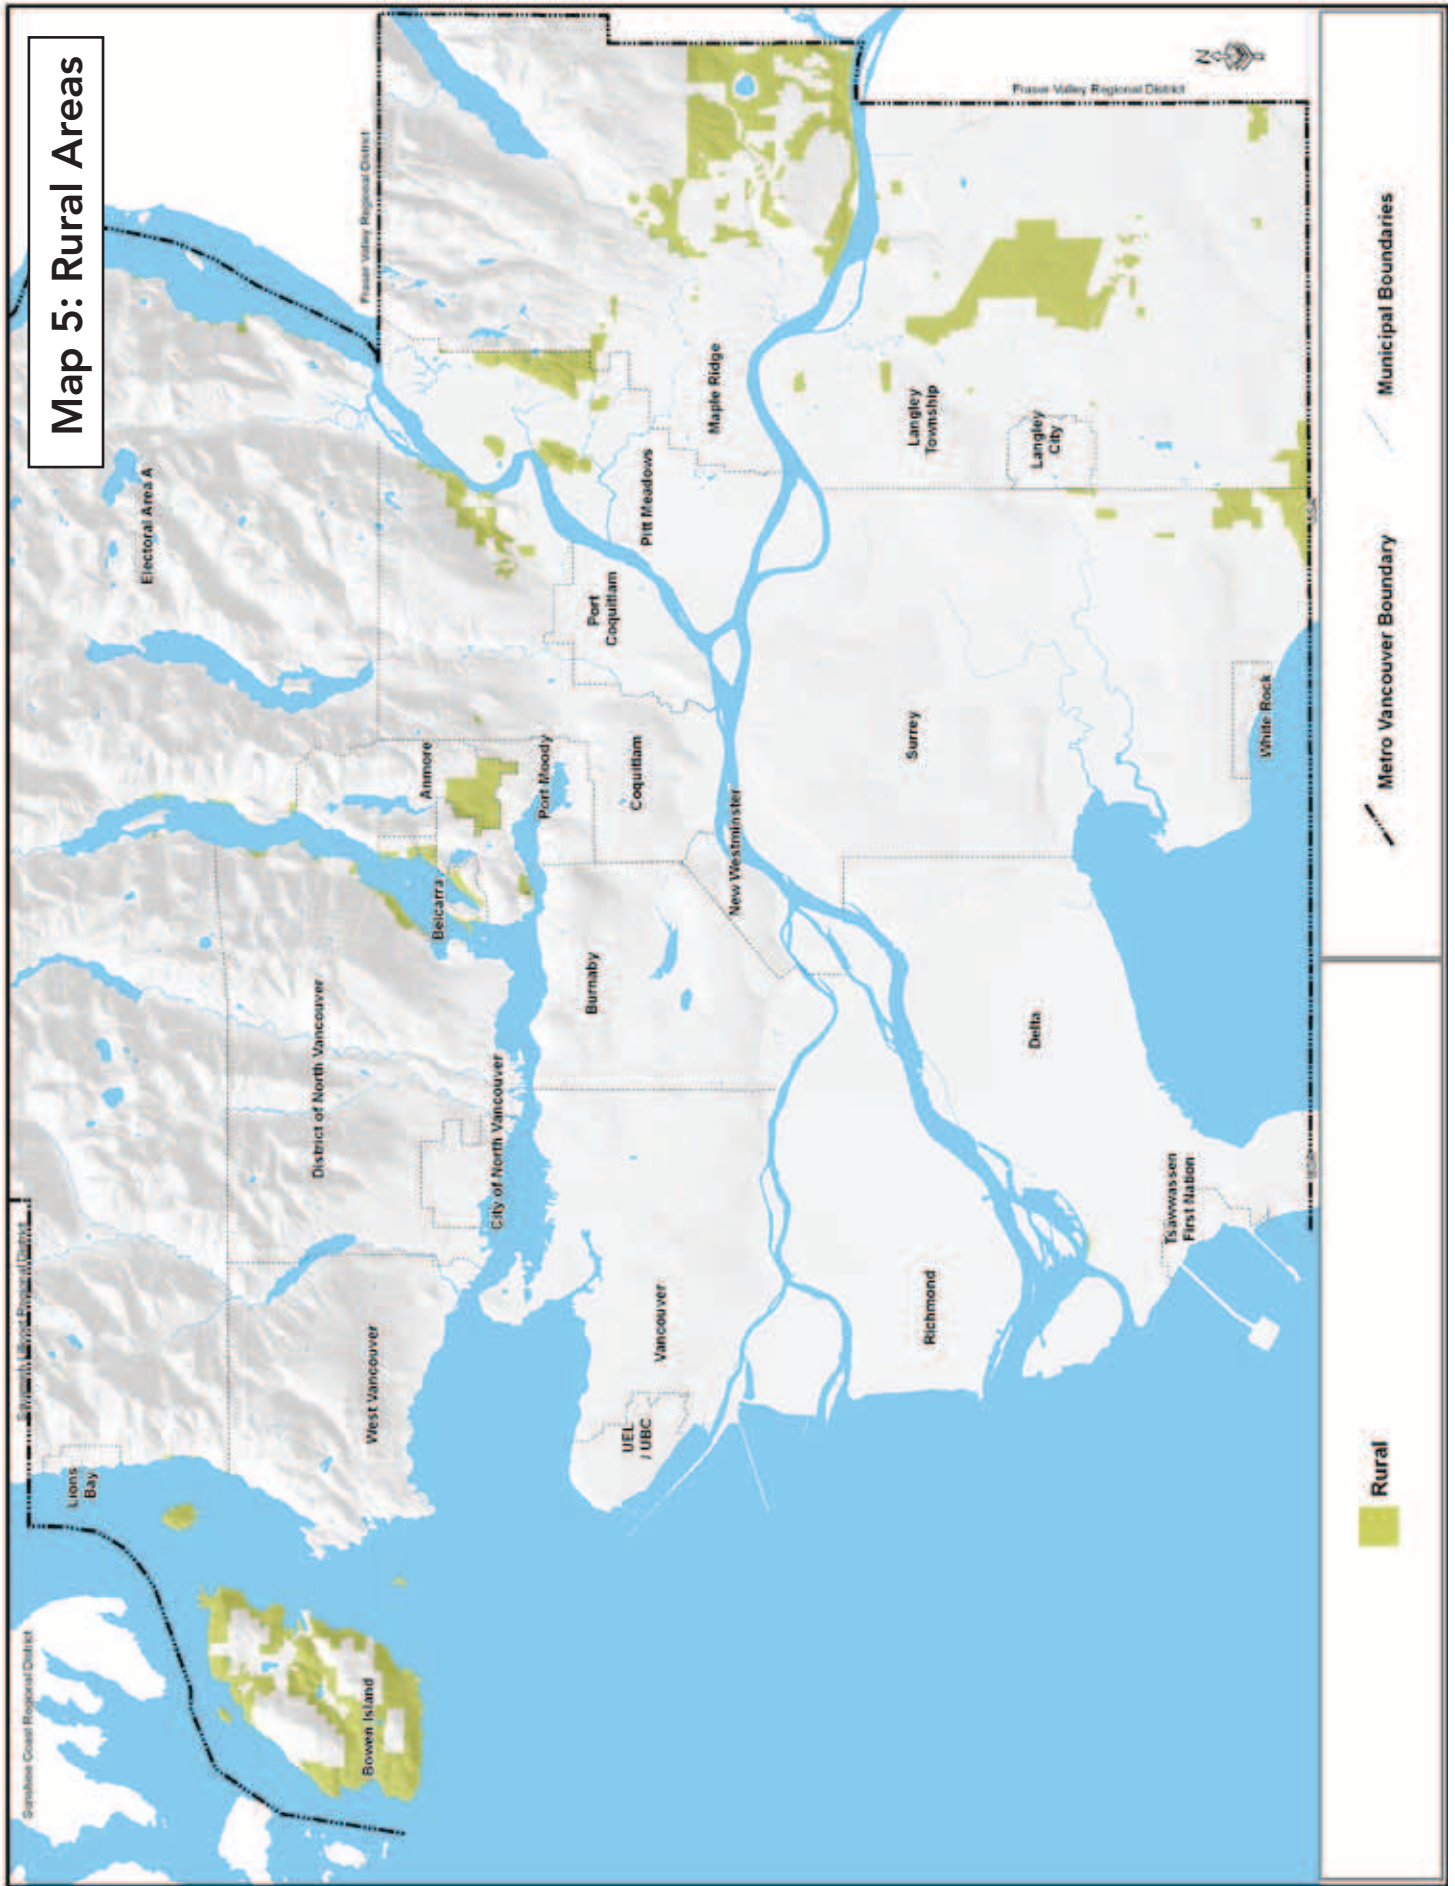 Map 5: Rural Areas
Sunshine Coast Regional District
Fraser Valley Regional District
Fraser Valley Regional District
N
Electoral Area A
Lions
Bay
Bowen Island
West Vancouver
District of North Vancouver
City of North Vancouver
Belcarra
Anmore
Port Moody
Port
Coquitlam
Coquitlam
Pitt Meadows
Maple Ridge
UEL
/ UBC
Vancouver
Burnaby
New Westminster
Richmond
Surrey
Langley
Township
Langley
City
Delta
Tsawwassen
First Nation
White Rock
Rural
Metro Vancouver Boundary
Municipal Boundaries